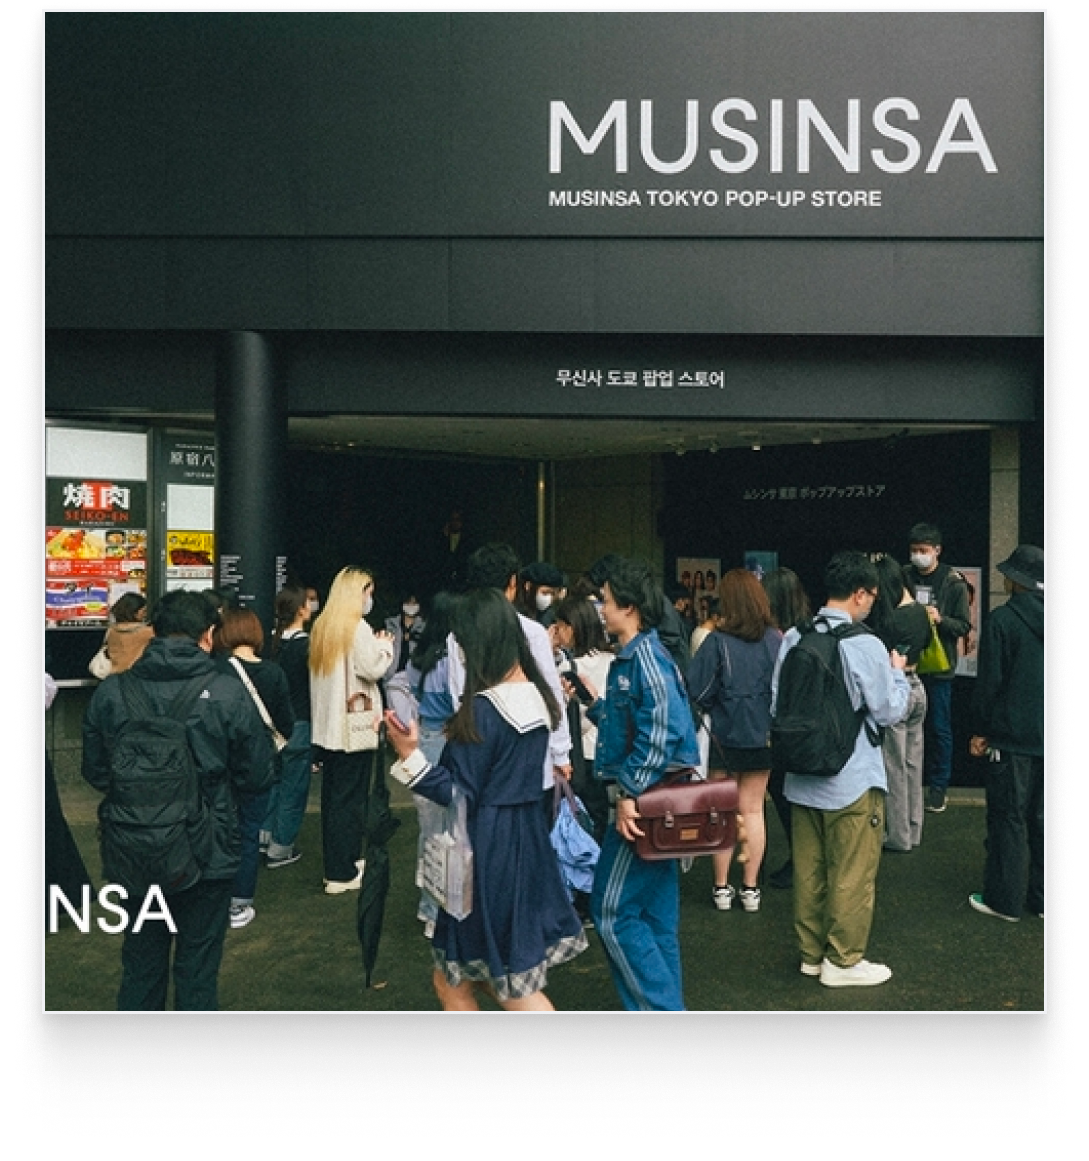 MUSINSA
MUSINSA TOKYO POP-UP STORE
무신사 도쿄 팝업 스토어
原宿八
焼肉
SEIKO-EN
ムシンサ 東京 ポップアップストア
NSA